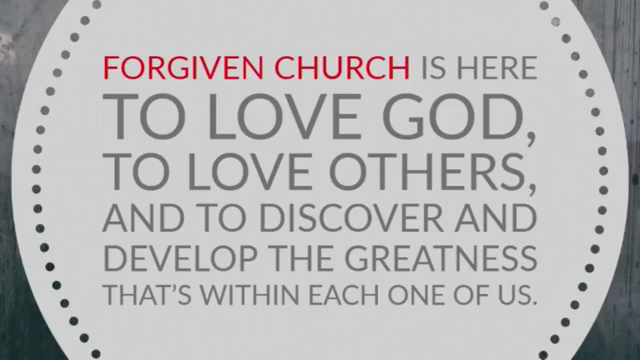 FORGIVEN CHURCH IS HERE
TO LOVE GOD,
TO LOVE OTHERS,
AND TO DISCOVER AND
DEVELOP THE GREATNESS
THAT'S WITHIN EACH ONE OF US.